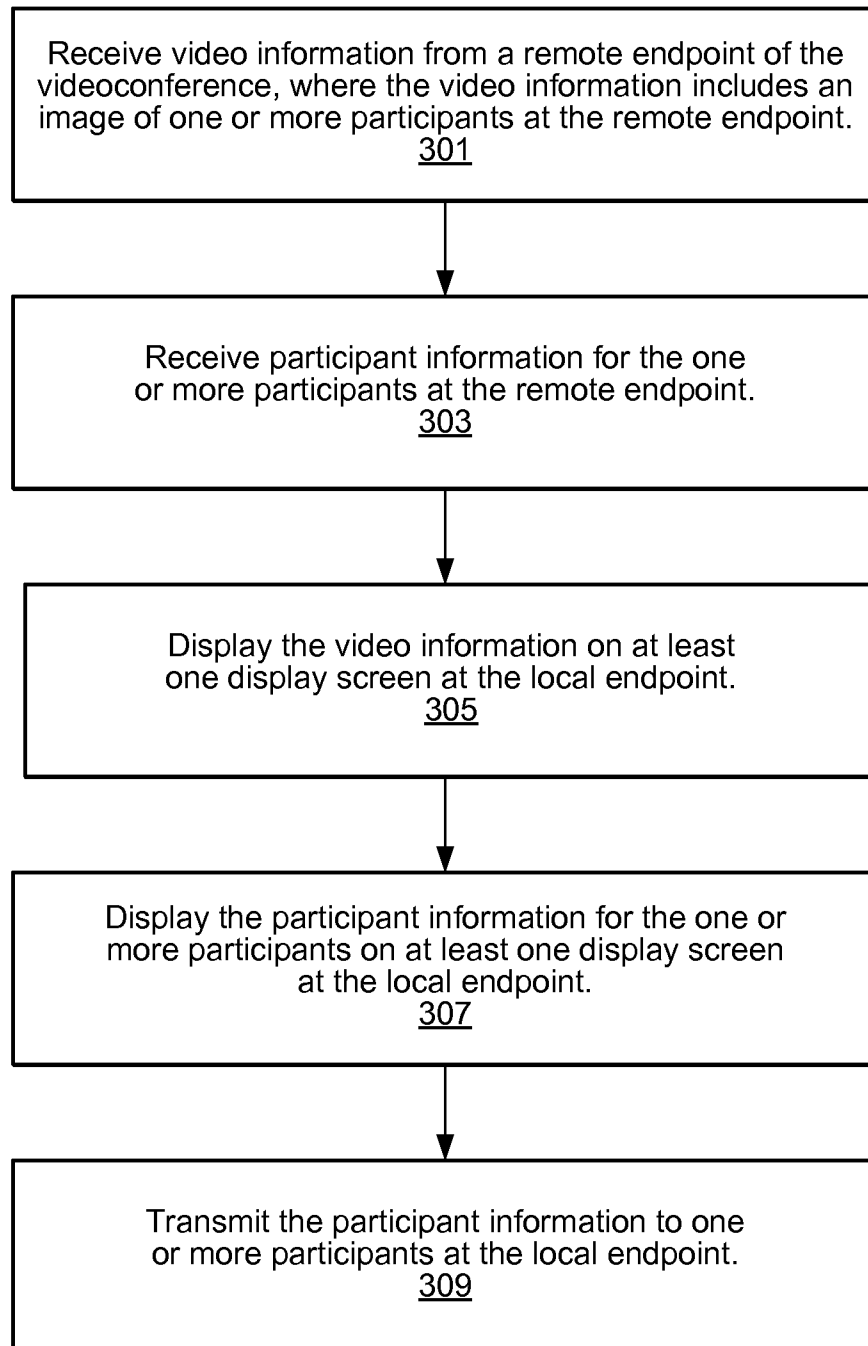 Receive video information from a remote endpoint of the
videoconference, where the video information includes an
image of one or more participants at the remote endpoint.
301
Receive participant information for the one
or more participants at the remote endpoint.
303
Display the video information on at least
one display screen at the local endpoint.
305
Display the participant information for the one or
more participants on at least one display screen
at the local endpoint.
307
Transmit the participant information to one
or more participants at the local endpoint.
309